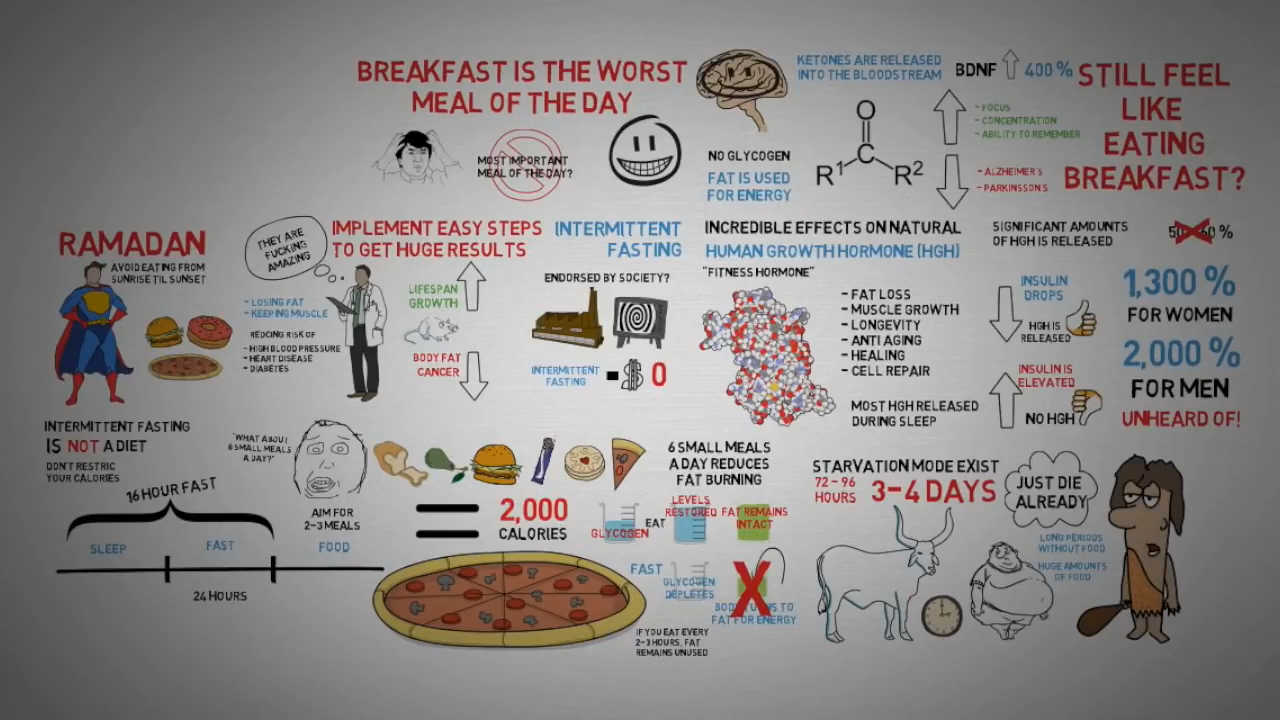 BREAKFAST IS THE WORST
MEAL OF THE DAY
MOST IMPORTANT
MEAL OF THE DAY?
KETONES ARE RELEASED
INTO THE BLOODSTREAM
BDNF 400 %
- FOCUS
- CONCENTRATION
- ABILITY TO REMEMBER
- ALZHEIMER'S
- PARKINSSON'S
NO GLYCOGEN
FAT IS USED
FOR ENERGY
O
R1 C R2
STILL FEEL
LIKE
EATING
BREAKFAST?
RAMADAN
AVOID EATING FROM
SUNRISE TIL SUNSET
THEY ARE
FUCKING
AMAZING
- LOSING FAT
- KEEPING MUSCLE
REDCING RISK OF
- HIGH BLOOD PRESSURE
- HEART DISEASE
- DIABETES
IMPLEMENT EASY STEPS
TO GET HUGE RESULTS
LIFESPAN
GROWTH
BODY FAT
CANCER
INTERMITTENT
FASTING
ENDORSED BY SOCIETY?
INTERMITTENT
FASTING
= $ 0
INCREDIBLE EFFECTS ON NATURAL
HUMAN GROWTH HORMONE (HGH)
"FITNESS HORMONE"
- FAT LOSS
- MUSCLE GROWTH
- LONGEVITY
- ANTI AGING
- HEALING
- CELL REPAIR
MOST HGH RELEASED
DURING SLEEP
SIGNIFICANT AMOUNTS
OF HGH IS RELEASED
%
INSULIN
DROPS
HGH IS
RELEASED
INSULIN IS
ELEVATED
NO HGH
1,300 %
FOR WOMEN
2,000 %
FOR MEN
UNHEARD OF!
INTERMITTENT FASTING
IS NOT A DIET
DON'T RESTRIC
YOUR CALORIES
16 HOUR FAST
SLEEP
FAST
FOOD
24 HOURS
"WHAT ABOUT
6 SMALL MEALS
A DAY?"
AIM FOR
2-3 MEALS
2,000
CALORIES
6 SMALL MEALS
A DAY REDUCES
FAT BURNING
GLYCOGEN
EAT
LEVELS
RESTORED
FAT REMAINS
INTACT
FAST
GLYCOGEN
DEPLETES
TO
FAT FOR ENERGY
IF YOU EAT EVERY
2-3 HOURS, FAT
REMAINS UNUSED
STARVATION MODE EXIST
72 - 96
HOURS
3-4 DAYS
JUST DIE
ALREADY
LONG PERIODS
WITHOUT FOOD
HUGE AMOUNTS
OF FOOD